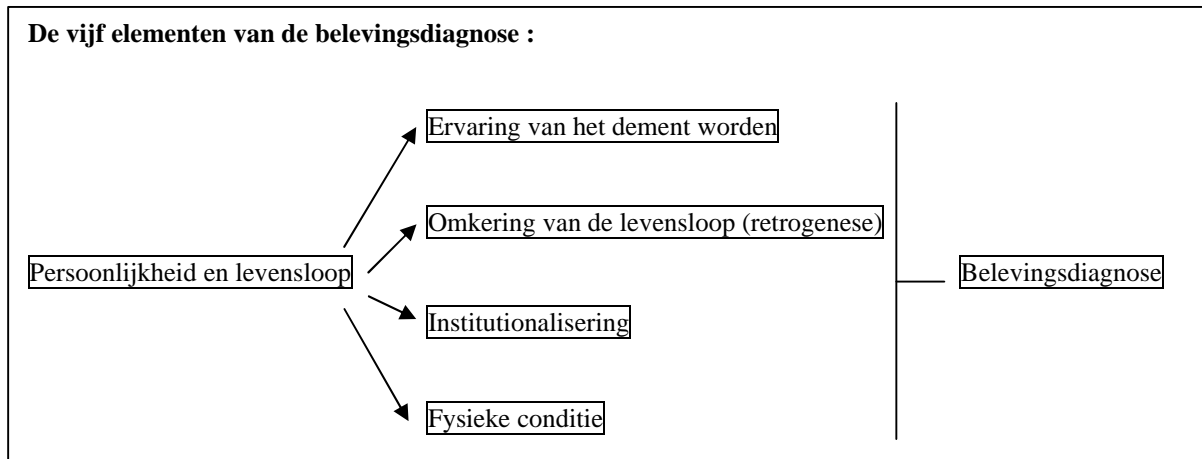 De vijf elementen van de belevingsdiagnose :
Ervaring van het dement worden
Omkering van de levensloop (retrogenese)
Persoonlijkheid en levensloop
Belevingsdiagnose
Institutionalisering
Fysieke conditie